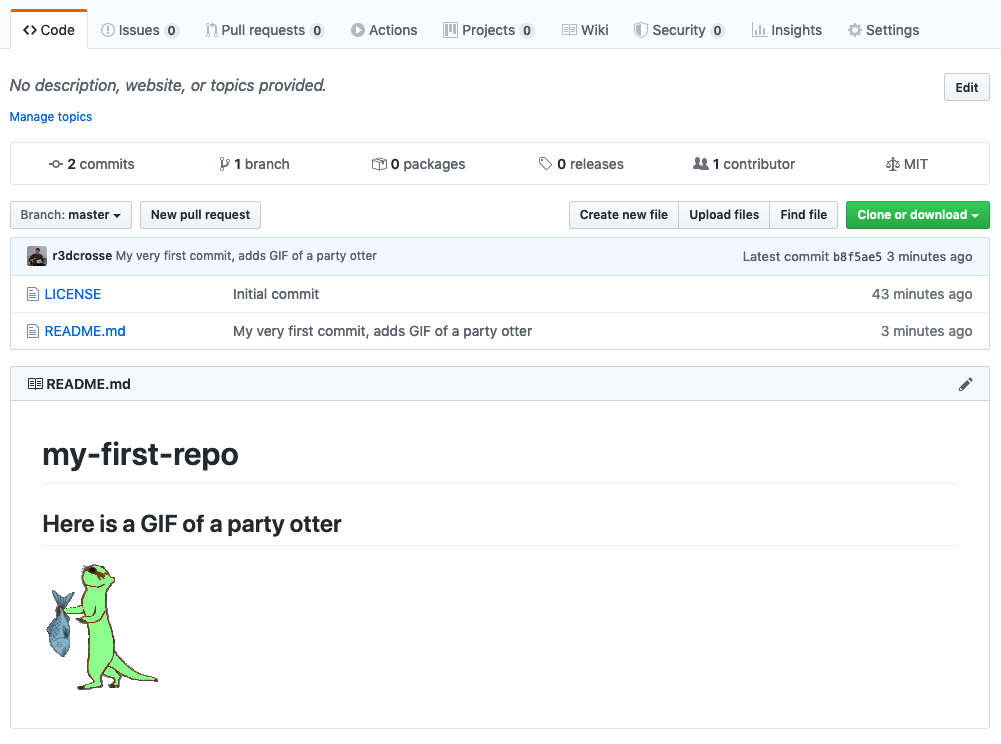 Code Issues 0 Pull requests 0 Actions Projects 0 Wiki Security 0 Insights Settings
No description, website, or topics provided. Edit
Manage topics
2 commits 1 branch 0 packages 0 releases 1 contributor MIT
Branch: master New pull request Create new file Upload files Find file Clone or download
r3dcrosse My very first commit, adds GIF of a party otter Latest commit b8f5ae5 3 minutes ago
LICENSE Initial commit 43 minutes ago
README.md My very first commit, adds GIF of a party otter 3 minutes ago
README.md
my-first-repo
Here is a GIF of a party otter